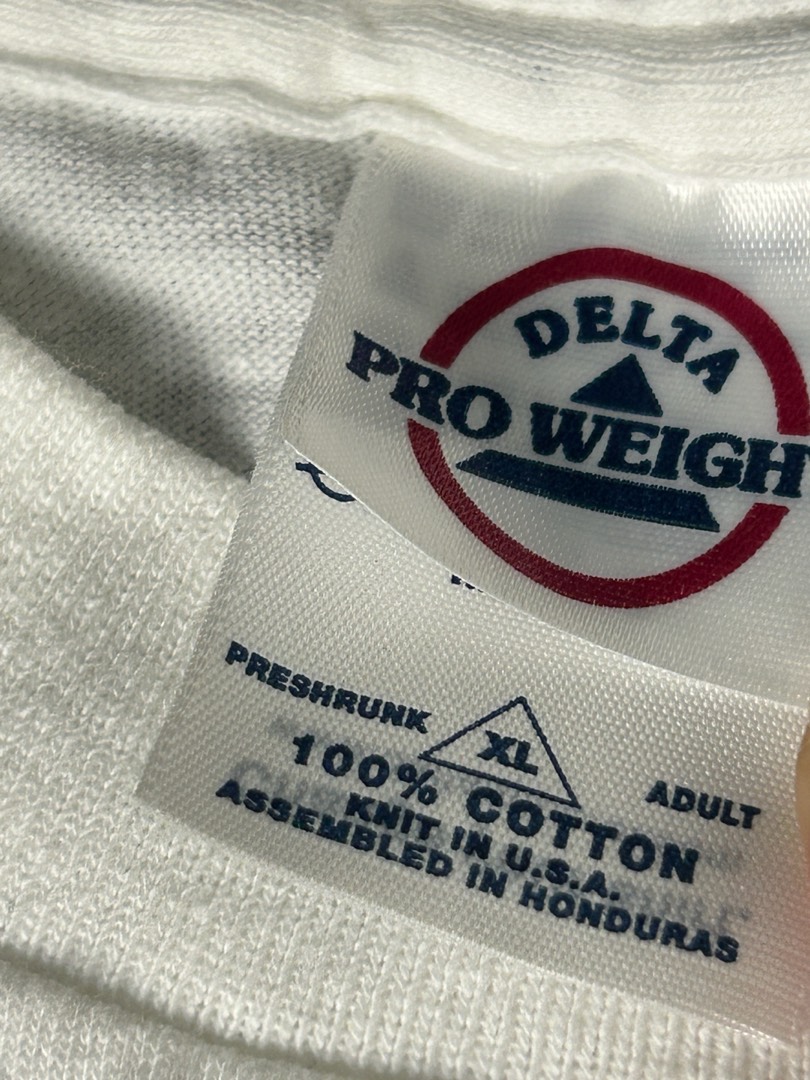 DELTA
PRO WEIGH
PRESHRUNK
XL
ADULT
100% COTTON
KNIT IN U.S.A.
ASSEMBLED IN HONDURAS